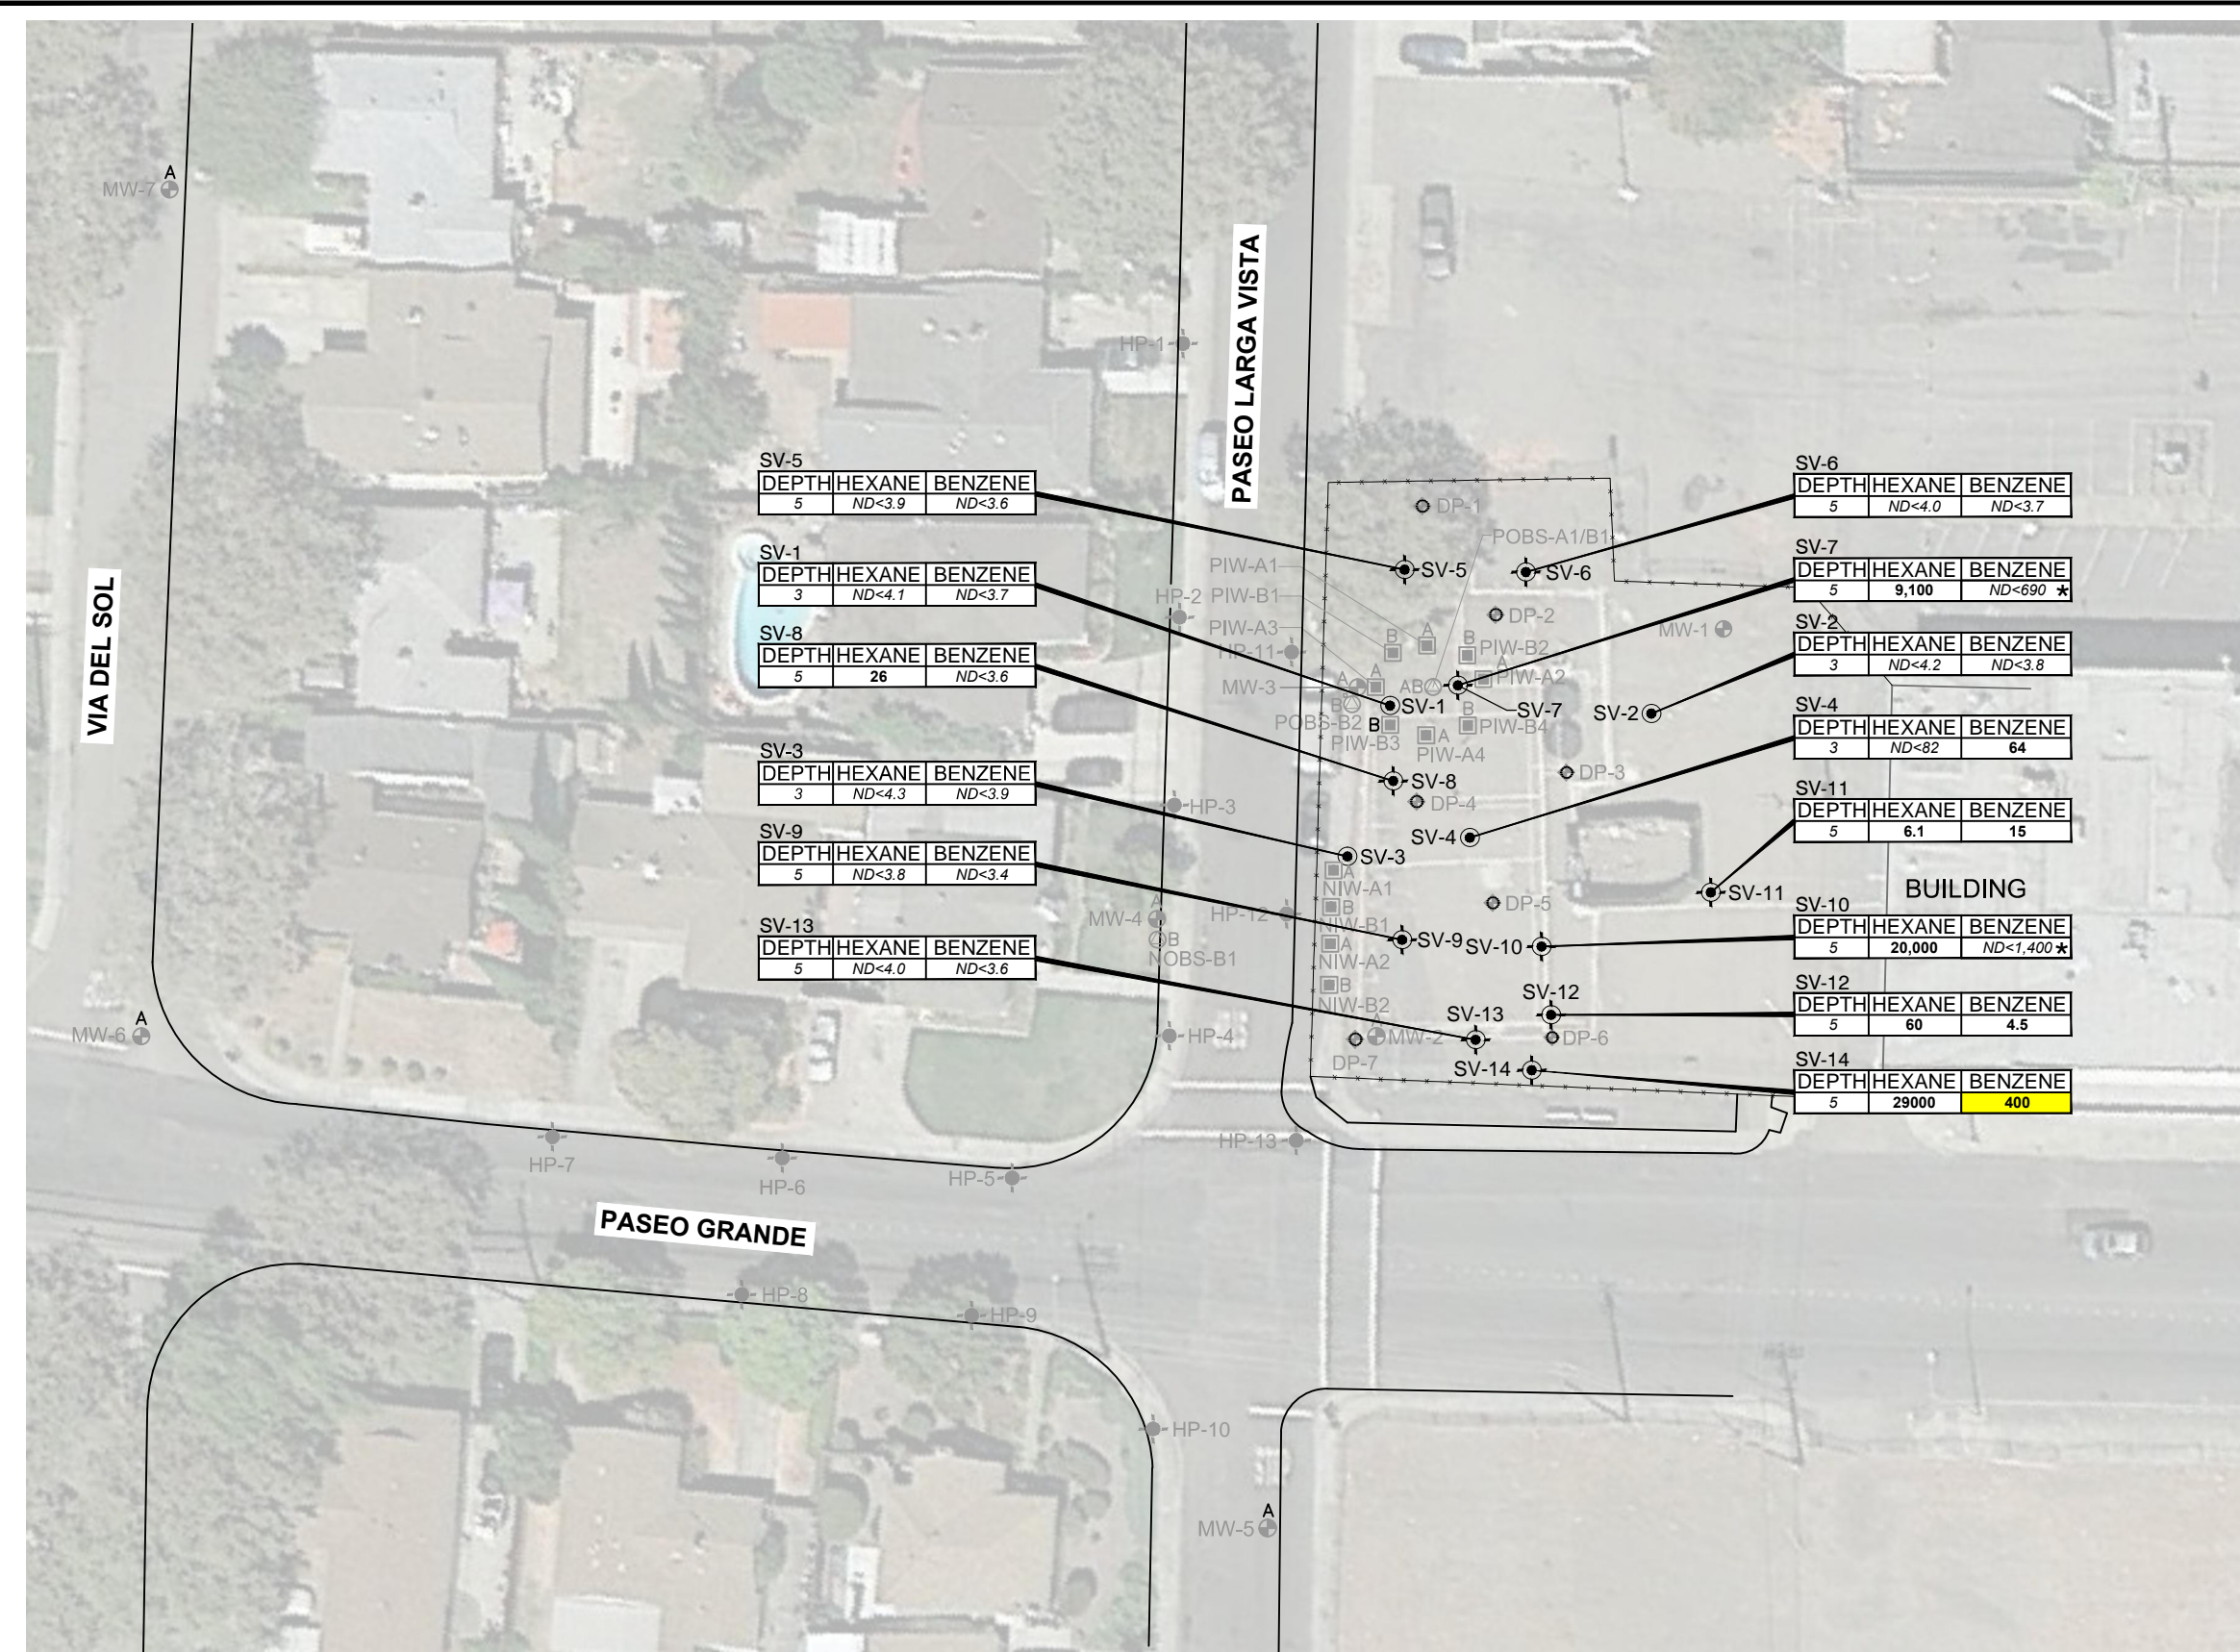 A
MW-7
VIA DEL SOL
A
MW-6
PASEO LARGA VISTA
PASEO GRANDE
SV-5
DEPTH HEXANE BENZENE
5 ND<3.9 ND<3.6
SV-1
DEPTH HEXANE BENZENE
3 ND<4.1 ND<3.7
SV-8
DEPTH HEXANE BENZENE
5 26 ND<3.6
SV-3
DEPTH HEXANE BENZENE
3 ND<4.3 ND<3.9
SV-9
DEPTH HEXANE BENZENE
5 ND<3.8 ND<3.4
SV-13
DEPTH HEXANE BENZENE
5 ND<4.0 ND<3.6
SV-6
DEPTH HEXANE BENZENE
5 ND<4.0 ND<3.7
SV-7
DEPTH HEXANE BENZENE
5 9,100 ND<690 *
SV-2
DEPTH HEXANE BENZENE
3 ND<4.2 ND<3.8
SV-4
DEPTH HEXANE BENZENE
3 ND<82 64
SV-11
DEPTH HEXANE BENZENE
5 6.1 15
BUILDING
SV-10
DEPTH HEXANE BENZENE
5 20,000 ND<1,400 *
SV-12
DEPTH HEXANE BENZENE
5 60 4.5
SV-14
DEPTH HEXANE BENZENE
5 29000 400
HP-1
HP-2
HP-11
HP-3
A
MW-4
B
NOBS-B1
HP-12
HP-4
HP-13
HP-5
HP-6
HP-7
HP-8
HP-9
HP-10
A
MW-5
DP-1
POBS-A1/B1
SV-5
SV-6
PIW-A1
PIW-B1
PIW-A3
DP-2
MW-1
B
A
B
PIW-B2
A
PIW-A2
MW-3
A
A
AB
B
POBS-B2
SV-1
SV-7
SV-2
B
PIW-B3
A
PIW-A4
B
PIW-B4
SV-8
DP-3
DP-4
SV-4
SV-3
A
NIW-A1
B
NIW-B1
DP-5
SV-11
A
NIW-A2
SV-9
SV-10
B
NIW-B2
SV-12
SV-13
A
MW-2
DP-6
DP-7
SV-14